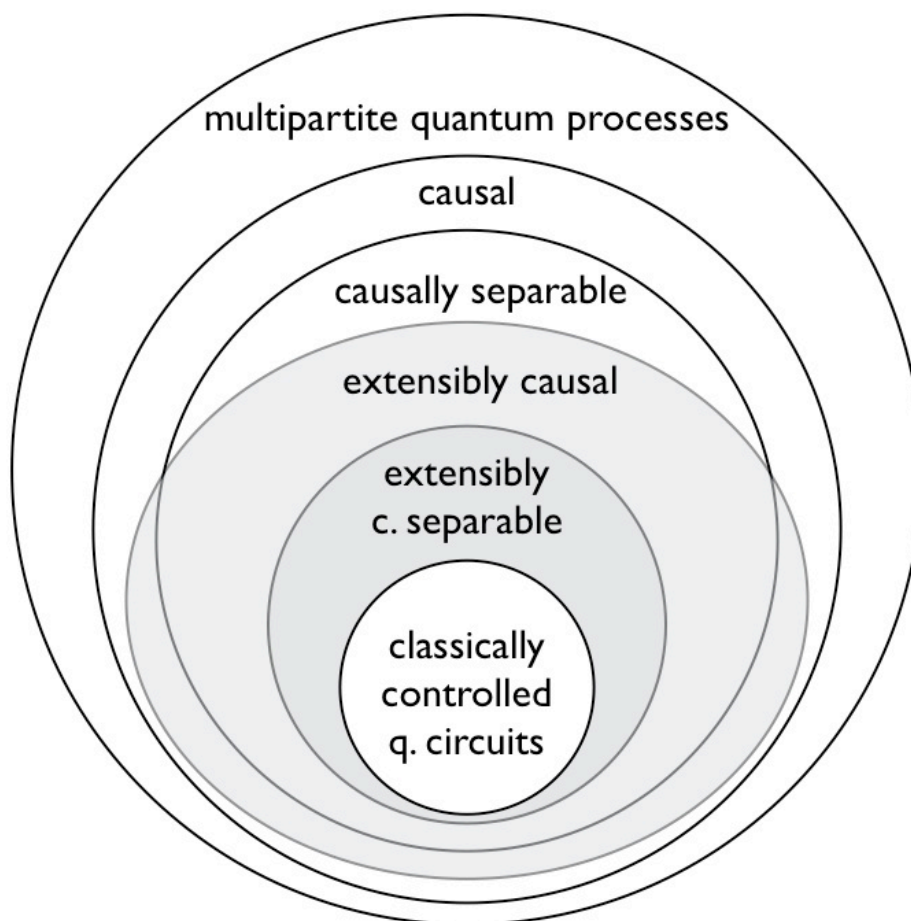 multipartite quantum processes
causal
causally separable
extensibly causal
extensibly
c. separable
classically
controlled
q. circuits